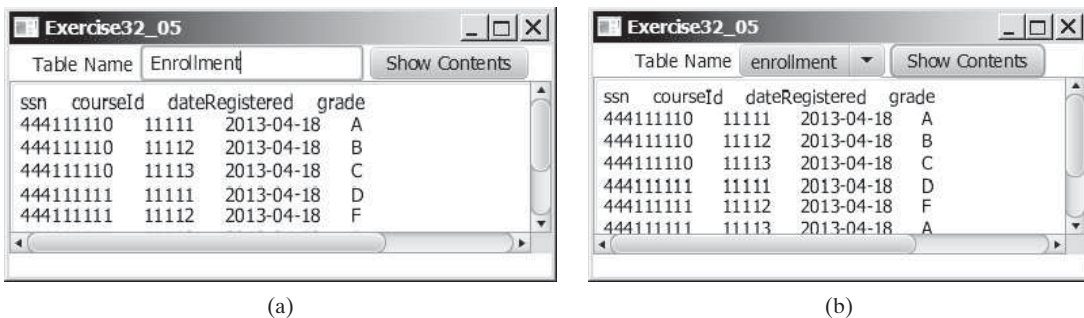 Exercise32_05
Table Name Enrollment Show Contents
ssn courseId dateRegistered grade
444111110 11111 2013-04-18 A
444111110 11112 2013-04-18 B
444111110 11113 2013-04-18 C
444111111 11111 2013-04-18 D
444111111 11112 2013-04-18 F
(a)
Exercise32_05
Table Name enrollment Show Contents
ssn courseId dateRegistered grade
444111110 11111 2013-04-18 A
444111110 11112 2013-04-18 B
444111110 11113 2013-04-18 C
444111111 11111 2013-04-18 D
444111111 11112 2013-04-18 F
444111111 11113 2013-04-18 A
(b)